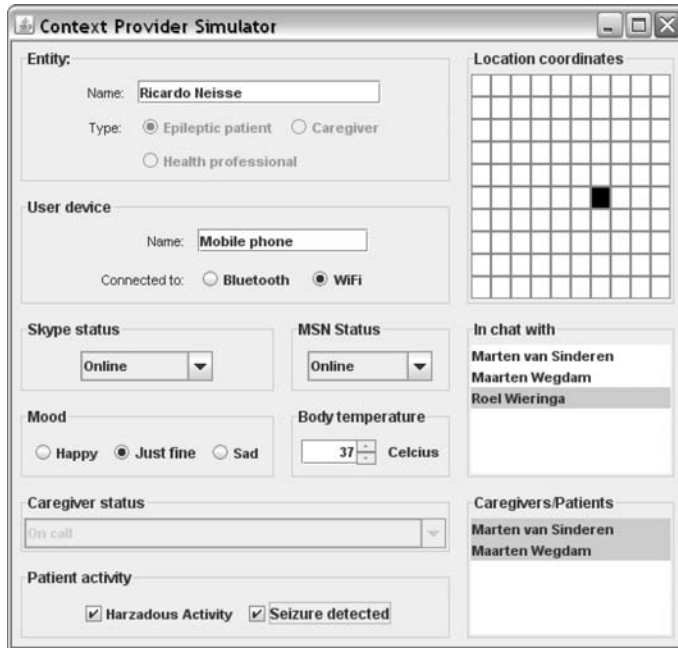 Context Provider Simulator
Entity:
Name: Ricardo Neisse
Type: Epileptic patient Caregiver
Health professional
User device
Name: Mobile phone
Connected to: Bluetooth WiFi
Skype status
Online
MSN Status
Online
Mood
Happy Just fine Sad
Body temperature
37 Celcius
Caregiver status
On call
Patient activity
Harzadous Activity Seizure detected
Location coordinates
In chat with
Marten van Sinderen
Maarten Wegdam
Roel Wieringa
Caregivers/Patients
Marten van Sinderen
Maarten Wegdam